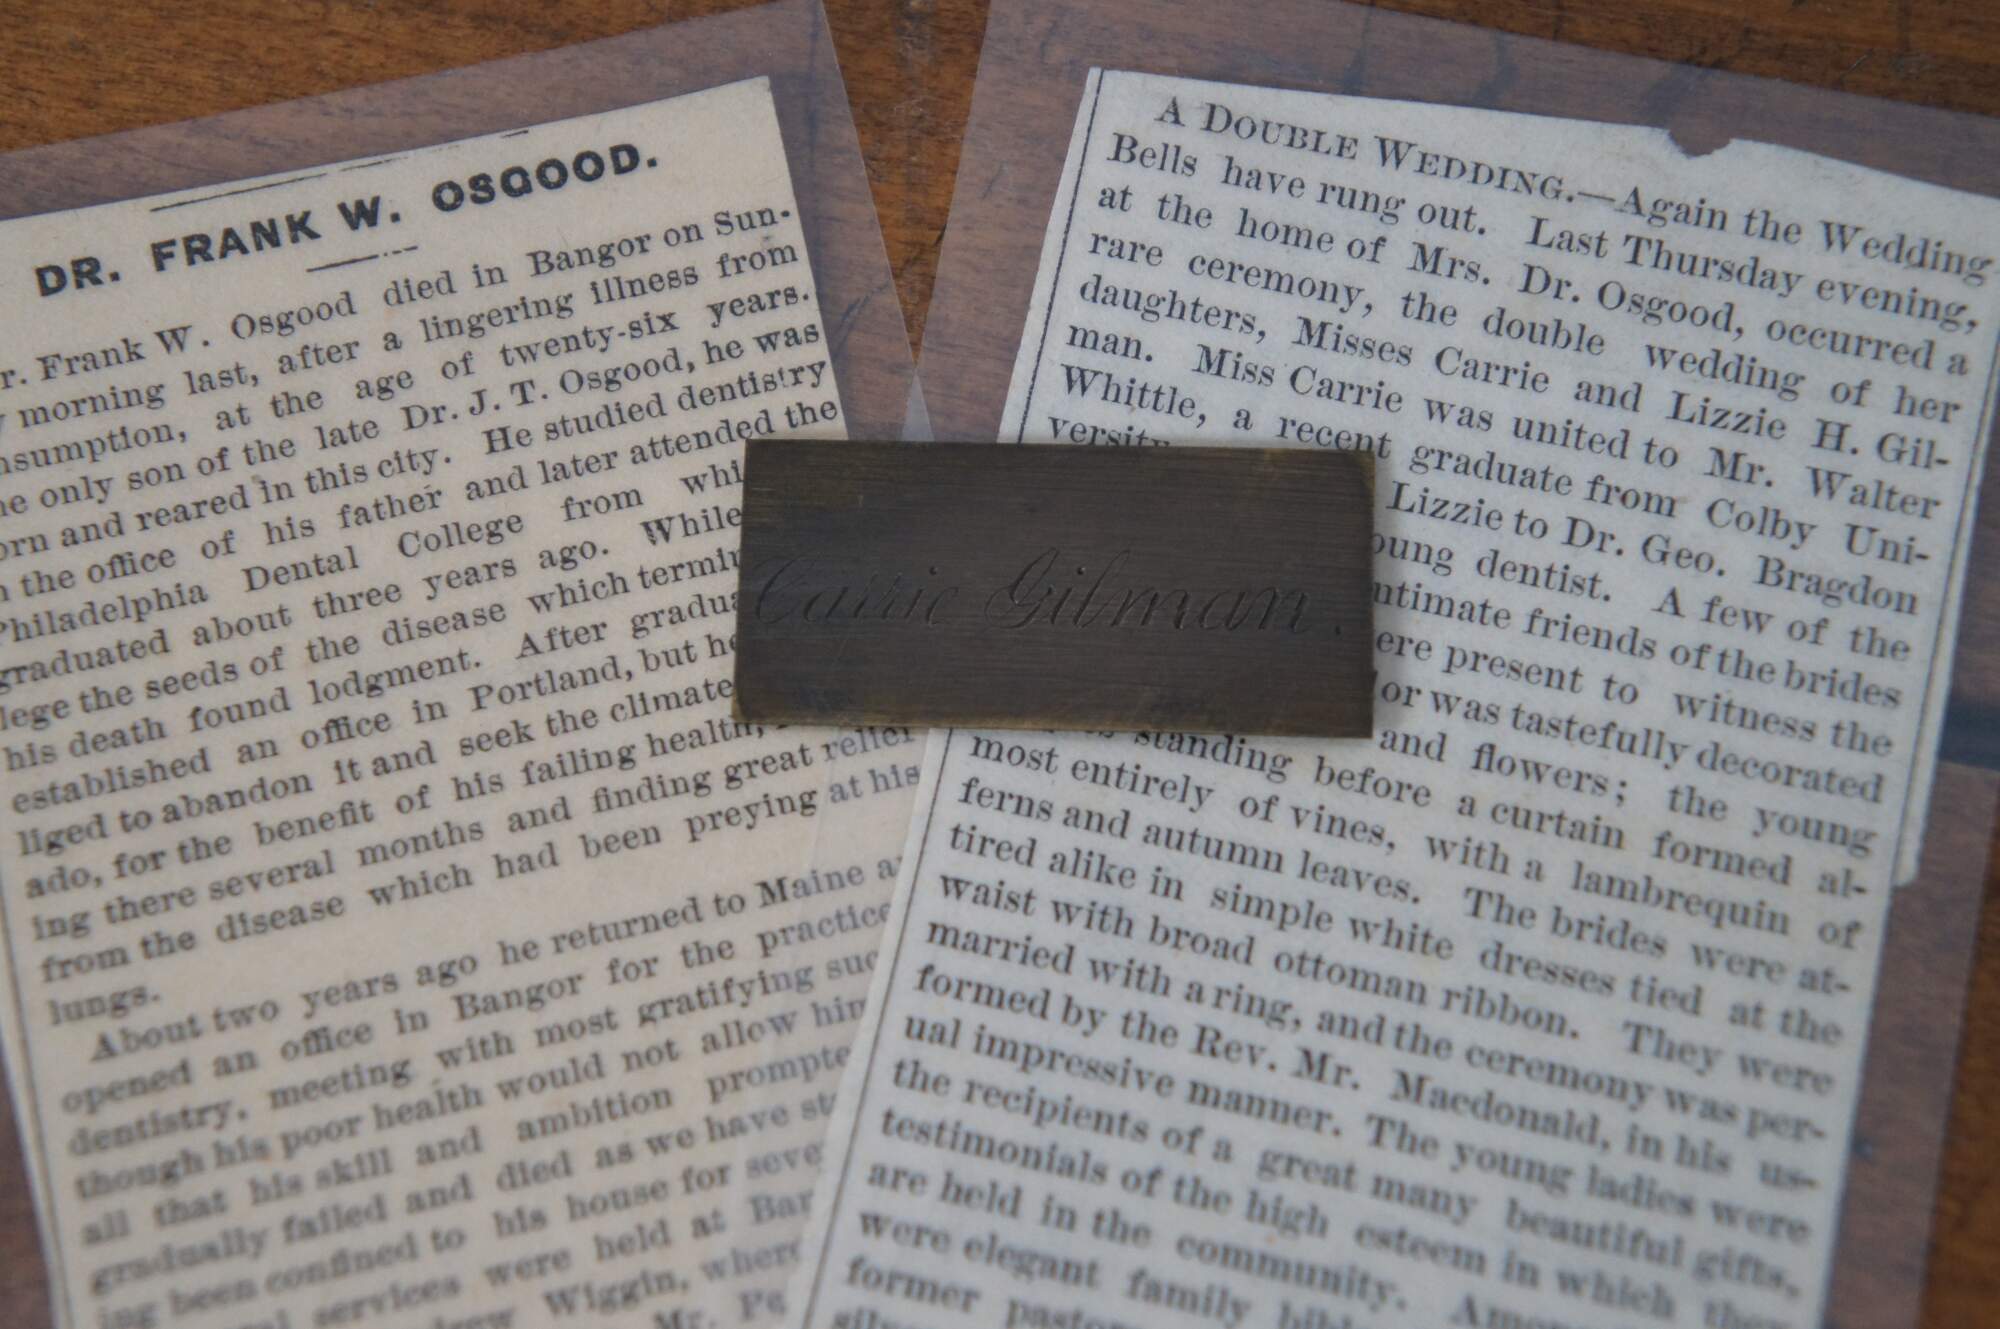 DR. FRANK W. OSGOOD.
r. Frank W. Osgood died in Bangor on Sun-
morning last, after a lingering illness from
nsumption, at the age of twenty-six years.
he only son of the late Dr. J. T. Osgood, he was
orn and reared in this city. He studied dentistry
n the office of his father and later attended the
Philadelphia Dental College from whi
graduated about three years ago. While
lege the seeds of the disease which termin
his death found lodgment. After gradua
established an office in Portland, but he
liged to abandon it and seek the climate
ado, for the benefit of his failing health,
ing there several months and finding great relief
from the disease which had been preying at his
lungs.
About two years ago he returned to Maine a
opened an office in Bangor for the practice
dentistry, meeting with most gratifying suc
though his poor health would not allow him
all that his skill and ambition prompte
gradually failed and died as we have sta
ing been confined to his house for seve
services were held at Ban
Wiggin, where
Mr. Pe
Carrie Gilman.
A DOUBLE WEDDING.—Again the Wedding
Bells have rung out. Last Thursday evening,
at the home of Mrs. Dr. Osgood, occurred a
rare ceremony, the double wedding of her
daughters, Misses Carrie and Lizzie H. Gil-
man. Miss Carrie was united to Mr. Walter
Whittle, a recent graduate from Colby Uni-
versity
Lizzie to Dr. Geo. Bragdon
oung dentist. A few of the
ntimate friends of the brides
ere present to witness the
lor was tastefully decorated
and flowers; the young
standing before a curtain formed al-
most entirely of vines, with a lambrequin of
ferns and autumn leaves. The brides were at-
tired alike in simple white dresses tied at the
waist with broad ottoman ribbon. They were
married with a ring, and the ceremony was per-
formed by the Rev. Mr. Macdonald, in his us-
ual impressive manner. The young ladies were
the recipients of a great many beautiful gifts,
testimonials of the high esteem in which they
are held in the community. Among
were elegant family
former pastor